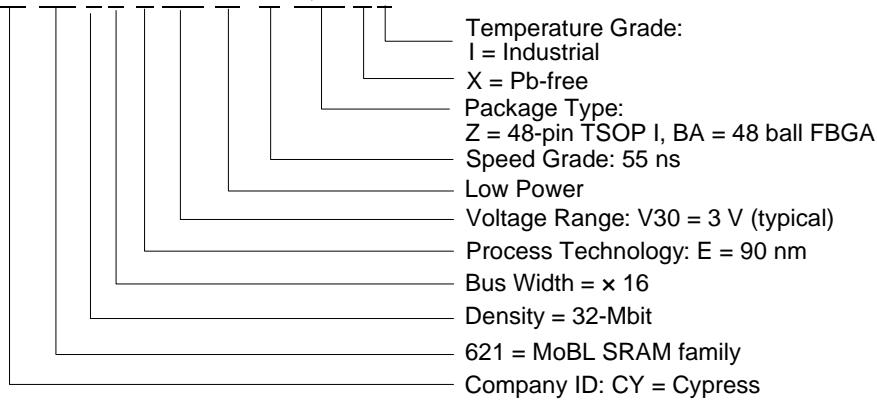 Temperature Grade:
I = Industrial
X = Pb-free
Package Type:
Z = 48-pin TSOP I, BA = 48 ball FBGA
Speed Grade: 55 ns
Low Power
Voltage Range: V30 = 3 V (typical)
Process Technology: E = 90 nm
Bus Width = × 16
Density = 32-Mbit
621 = MoBL SRAM family
Company ID: CY = Cypress